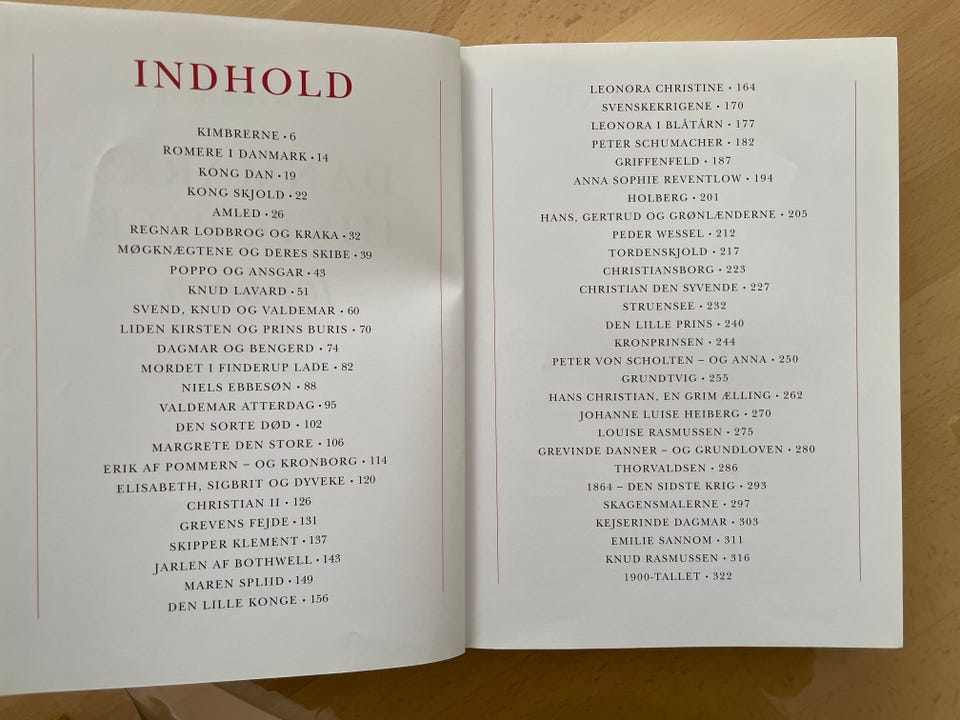 INDHOLD
KIMBRERNE • 6
ROMERE I DANMARK • 14
KONG DAN • 19
KONG SKJOLD • 22
AMLED • 26
REGNAR LODBROG OG KRAKA • 32
MØGKNÆGTENE OG DERES SKIBE • 39
POPPO OG ANSGAR • 43
KNUD LAVARD • 51
SVEND, KNUD OG VALDEMAR • 60
LIDEN KIRSTEN OG PRINS BURIS • 70
DAGMAR OG BENGERD • 74
MORDET I FINDERUP LADE • 82
NIELS EBBESØN • 88
VALDEMAR ATTERDAG • 95
DEN SORTE DØD • 102
MARGRETE DEN STORE • 106
ERIK AF POMMERN – OG KRONBORG • 114
ELISABETH, SIGBRIT OG DYVEKE • 120
CHRISTIAN II • 126
GREVENS FEJDE • 131
SKIPPER KLEMENT • 137
JARLEN AF BOTHWELL • 143
MAREN SPLIID • 149
DEN LILLE KONGE • 156
LEONORA CHRISTINE • 164
SVENSKEKRIGENE • 170
LEONORA I BLÅTÅRN • 177
PETER SCHUMACHER • 182
GRIFFENFELD • 187
ANNA SOPHIE REVENTLOW • 194
HOLBERG • 201
HANS, GERTRUD OG GRØNLÆNDERNE • 205
PEDER WESSEL • 212
TORDENSKJOLD • 217
CHRISTIANSBORG • 223
CHRISTIAN DEN SYVENDE • 227
STRUENSEE • 232
DEN LILLE PRINS • 240
KRONPRINSEN • 244
PETER VON SCHOLTEN – OG ANNA • 250
GRUNDTVIG • 255
HANS CHRISTIAN, EN GRIM ÆLLING • 262
JOHANNE LUISE HEIBERG • 270
LOUISE RASMUSSEN • 275
GREVINDE DANNER – OG GRUNDLOVEN • 280
THORVALDSEN • 286
1864 – DEN SIDSTE KRIG • 293
SKAGENSMALERNE • 297
KEJSERINDE DAGMAR • 303
EMILIE SANNOM • 311
KNUD RASMUSSEN • 316
1900-TALLET • 322